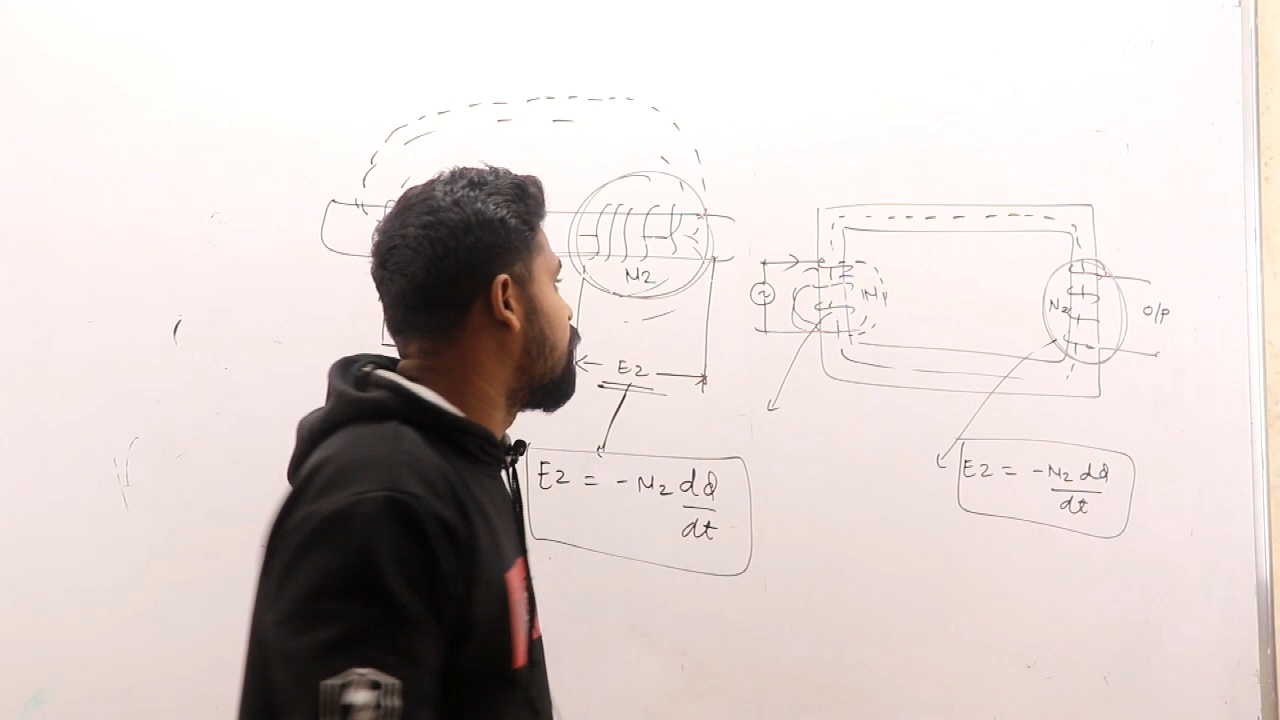 N2
E2
E2 = -N2 dφ
dt
N1
N2
O/P
E2 = -N2 dφ
dt